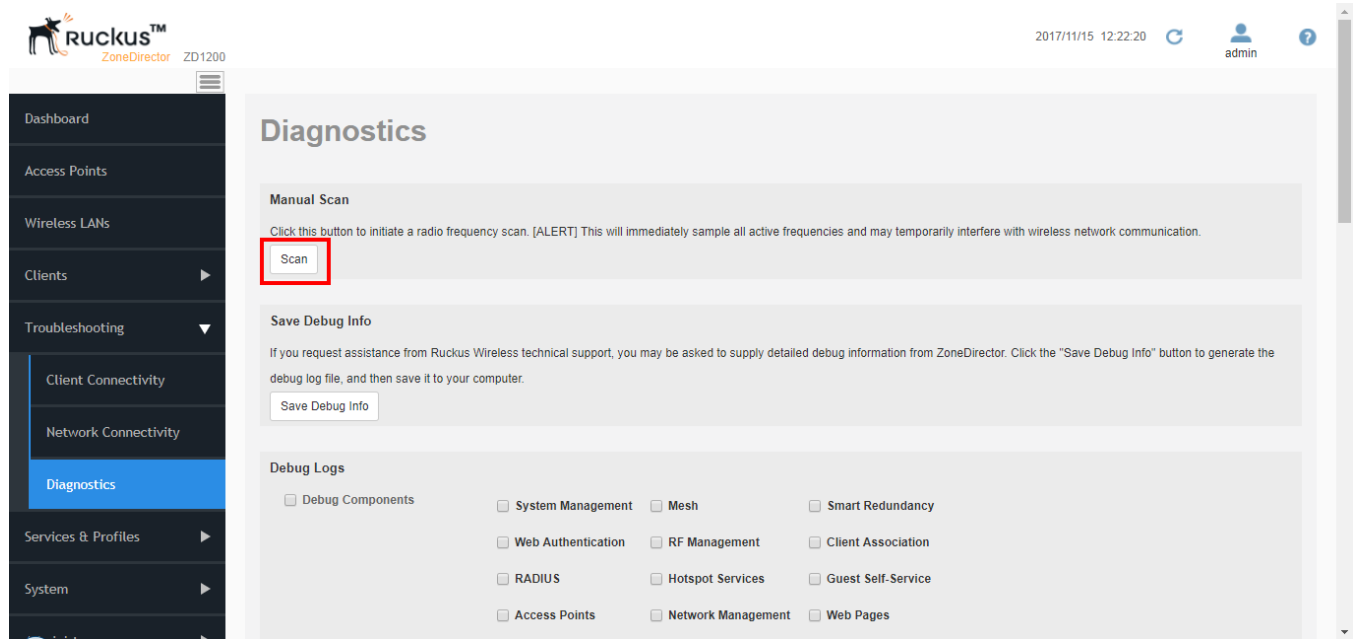 Ruckus™
ZoneDirector ZD1200
2017/11/15 12:22:20
admin
Dashboard
Access Points
Wireless LANs
Clients
Troubleshooting
Client Connectivity
Network Connectivity
Diagnostics
Services & Profiles
System
Diagnostics
Manual Scan
Click this button to initiate a radio frequency scan. [ALERT] This will immediately sample all active frequencies and may temporarily interfere with wireless network communication.
Scan
Save Debug Info
If you request assistance from Ruckus Wireless technical support, you may be asked to supply detailed debug information from ZoneDirector. Click the "Save Debug Info" button to generate the
debug log file, and then save it to your computer.
Save Debug Info
Debug Logs
Debug Components
System Management Mesh Smart Redundancy
Web Authentication RF Management Client Association
RADIUS Hotspot Services Guest Self-Service
Access Points Network Management Web Pages